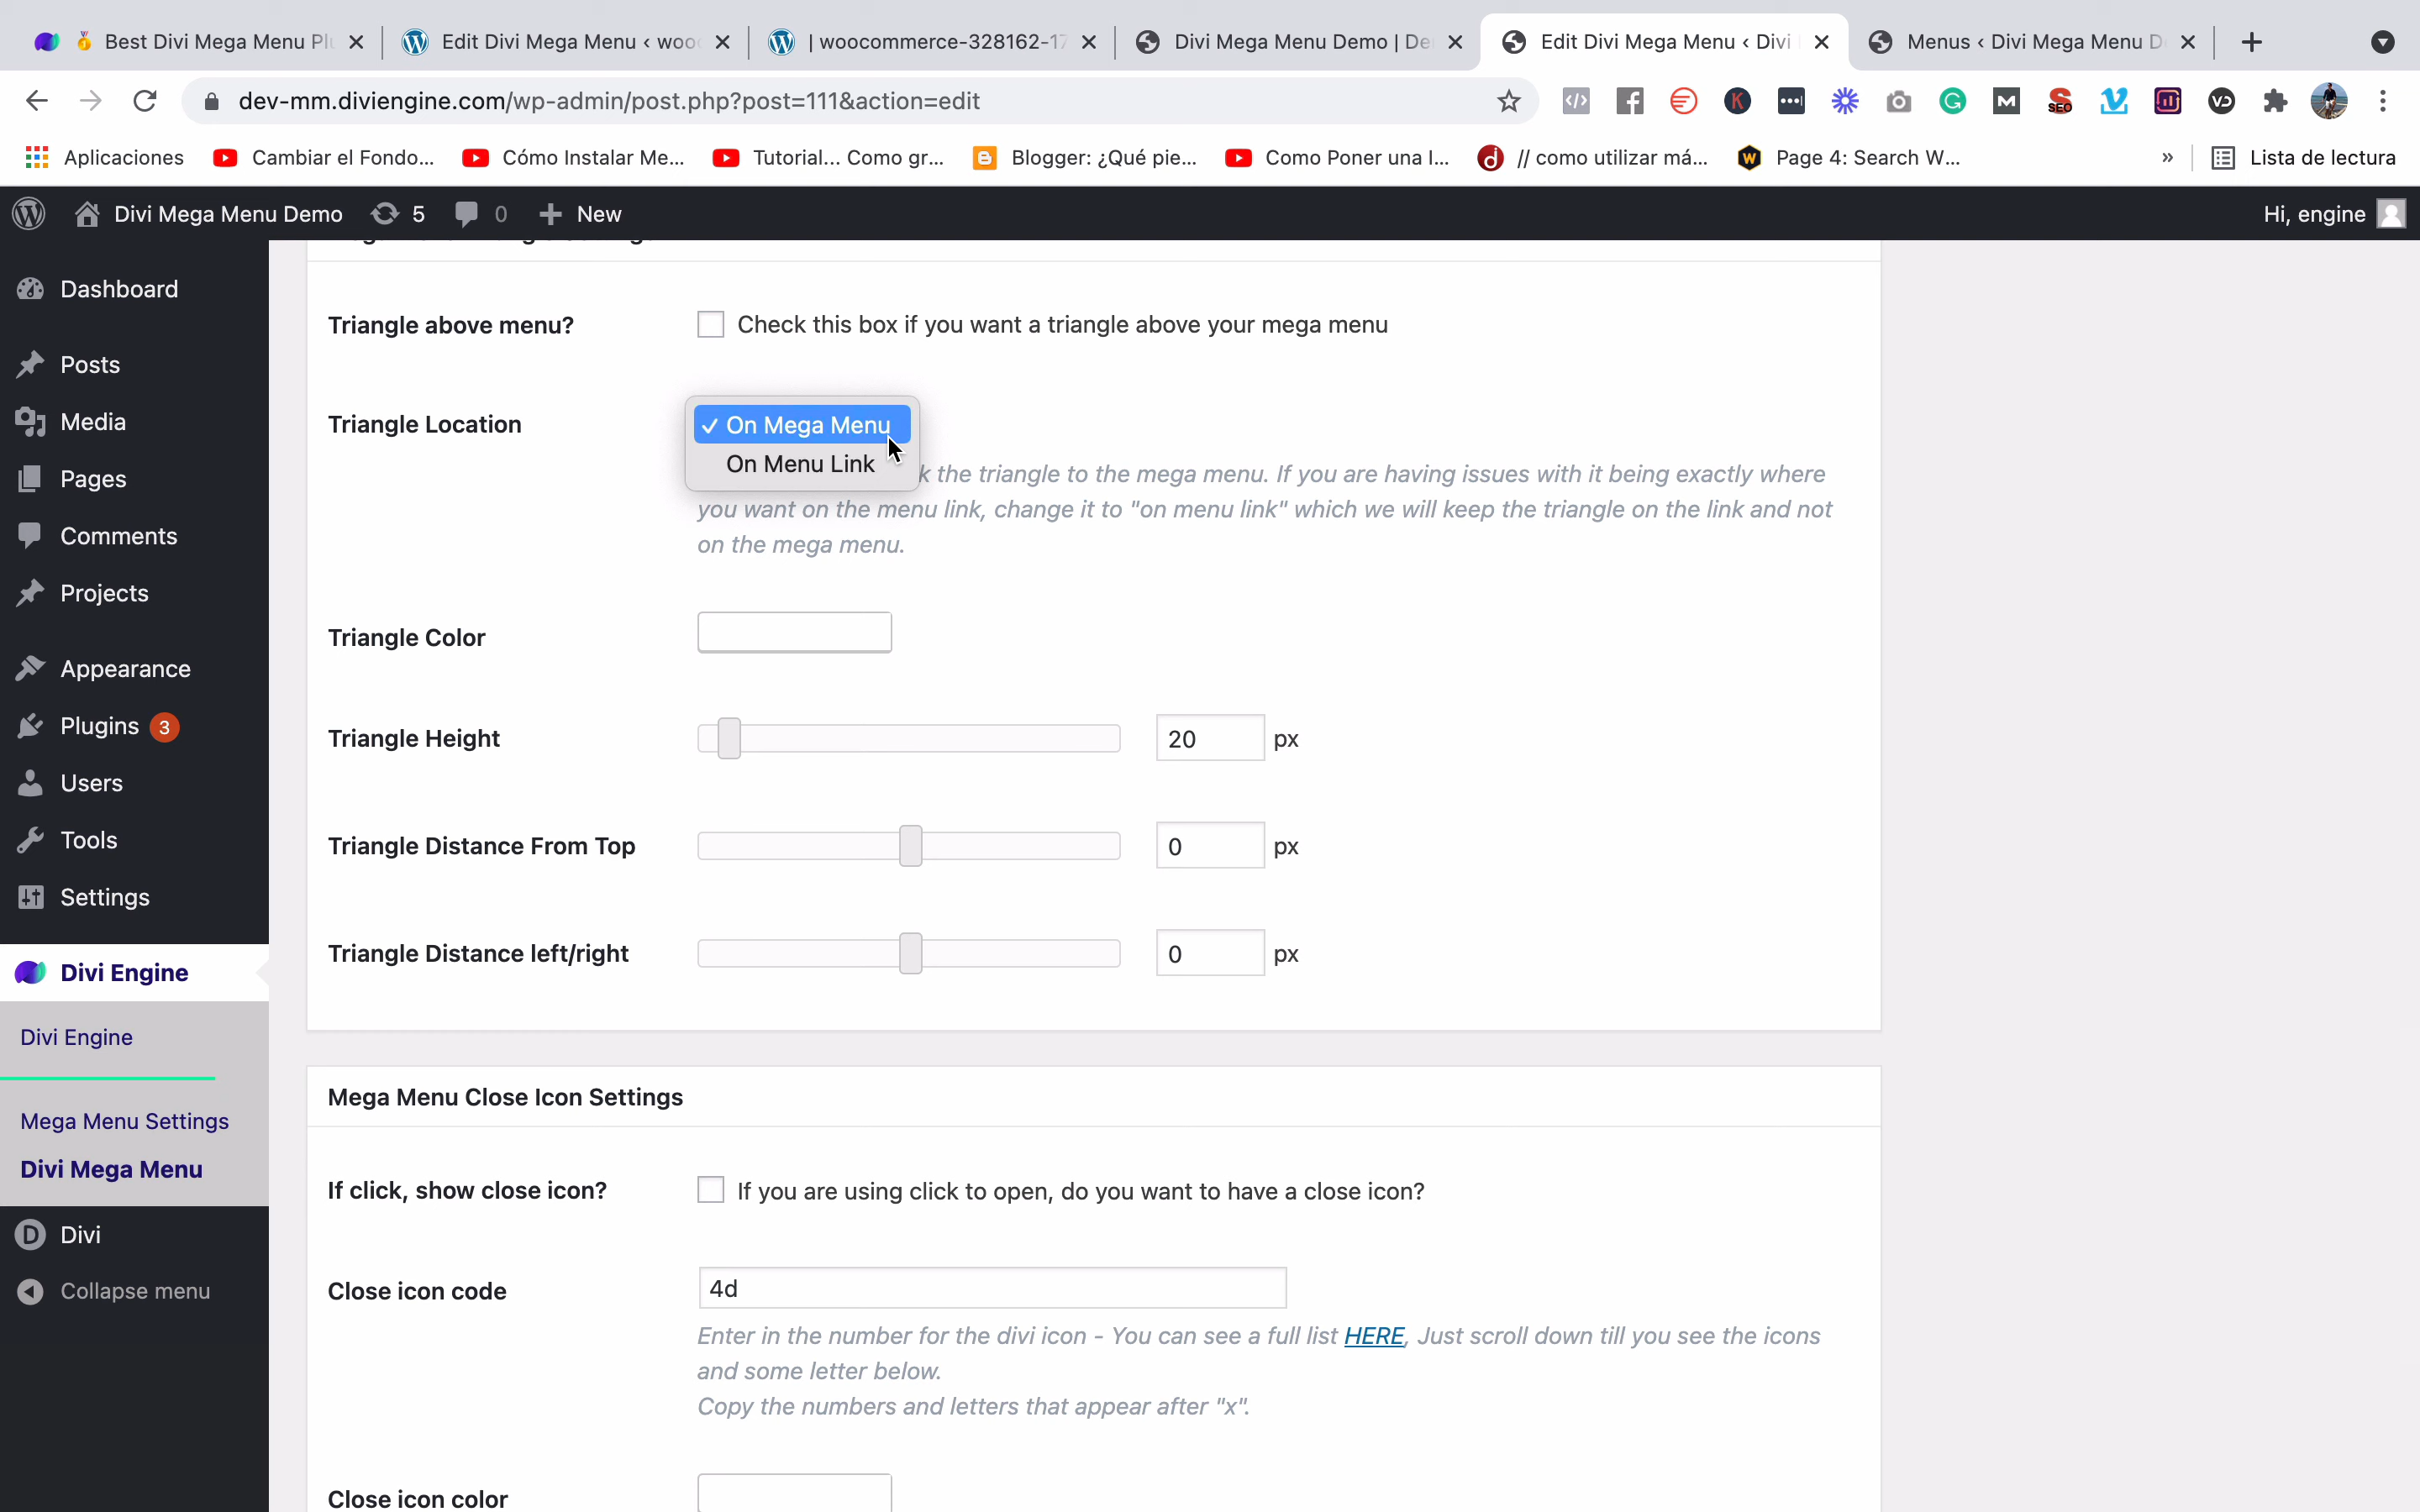 Best Divi Mega Menu Pl
Edit Divi Mega Menu ‹ woo
| woocommerce-328162-17
Divi Mega Menu Demo | De
Edit Divi Mega Menu ‹ Divi
Menus ‹ Divi Mega Menu D
dev-mm.diviengine.com/wp-admin/post.php?post=111&action=edit
Aplicaciones
Cambiar el Fondo...
Cómo Instalar Me...
Tutorial... Como gr...
Blogger: ¿Qué pie...
Como Poner una I...
// como utilizar má...
Page 4: Search W...
»
Lista de lectura
Divi Mega Menu Demo
5
0
New
Hi, engine
Dashboard
Posts
Media
Pages
Comments
Projects
Appearance
Plugins 3
Users
Tools
Settings
Divi Engine
Divi Engine
Mega Menu Settings
Divi Mega Menu
Divi
Collapse menu
Triangle above menu?
Check this box if you want a triangle above your mega menu
Triangle Location
✓ On Mega Menu
On Menu Link
k the triangle to the mega menu. If you are having issues with it being exactly where
you want on the menu link, change it to "on menu link" which we will keep the triangle on the link and not
on the mega menu.
Triangle Color
Triangle Height
20 px
Triangle Distance From Top
0 px
Triangle Distance left/right
0 px
Mega Menu Close Icon Settings
If click, show close icon?
If you are using click to open, do you want to have a close icon?
Close icon code
4d
Enter in the number for the divi icon - You can see a full list HERE, Just scroll down till you see the icons
and some letter below.
Copy the numbers and letters that appear after "x".
Close icon color